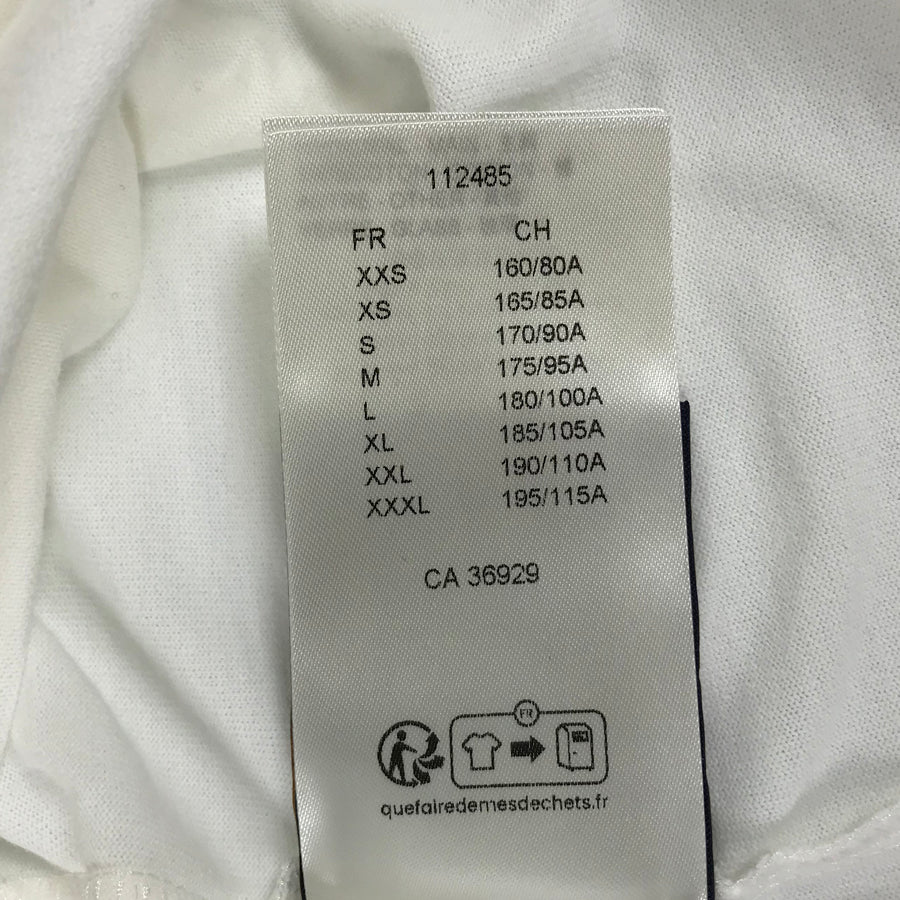 112485
FR CH
XXS 160/80A
XS 165/85A
S 170/90A
M 175/95A
L 180/100A
XL 185/105A
XXL 190/110A
XXXL 195/115A
CA 36929
FR
quefairedemesdechets.fr